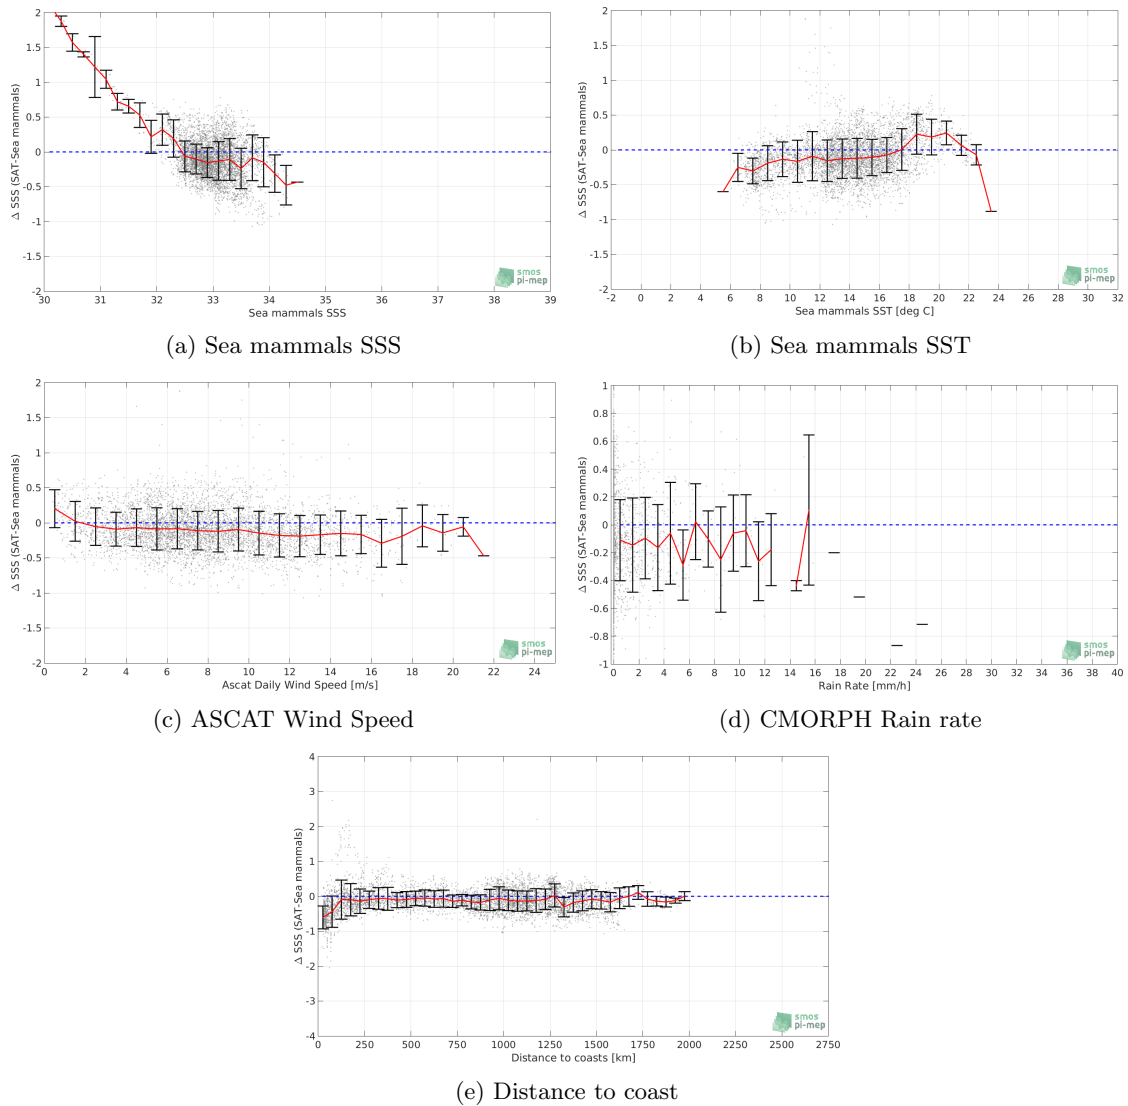 2
1.5
1
0.5
0
-0.5
-1
-1.5
-2
Δ SSS (SAT-Sea mammals)
30 31 32 33 34 35 36 37 38 39
Sea mammals SSS
smos
pi-mep
(a) Sea mammals SSS
2
1.5
1
0.5
0
-0.5
-1
-1.5
-2
Δ SSS (SAT-Sea mammals)
-2 0 2 4 6 8 10 12 14 16 18 20 22 24 26 28 30 32
Sea mammals SST [deg C]
smos
pi-mep
(b) Sea mammals SST
2
1.5
1
0.5
0
-0.5
-1
-1.5
-2
Δ SSS (SAT-Sea mammals)
0 2 4 6 8 10 12 14 16 18 20 22 24
Ascat Daily Wind Speed [m/s]
smos
pi-mep
(c) ASCAT Wind Speed
1
0.8
0.6
0.4
0.2
0
-0.2
-0.4
-0.6
-0.8
-1
Δ SSS (SAT-Sea mammals)
0 2 4 6 8 10 12 14 16 18 20 22 24 26 28 30 32 34 36 38 40
Rain Rate [mm/h]
smos
pi-mep
(d) CMORPH Rain rate
4
3
2
1
0
-1
-2
-3
-4
Δ SSS (SAT-Sea mammals)
0 250 500 750 1000 1250 1500 1750 2000 2250 2500 2750
Distance to coasts [km]
smos
pi-mep
(e) Distance to coast